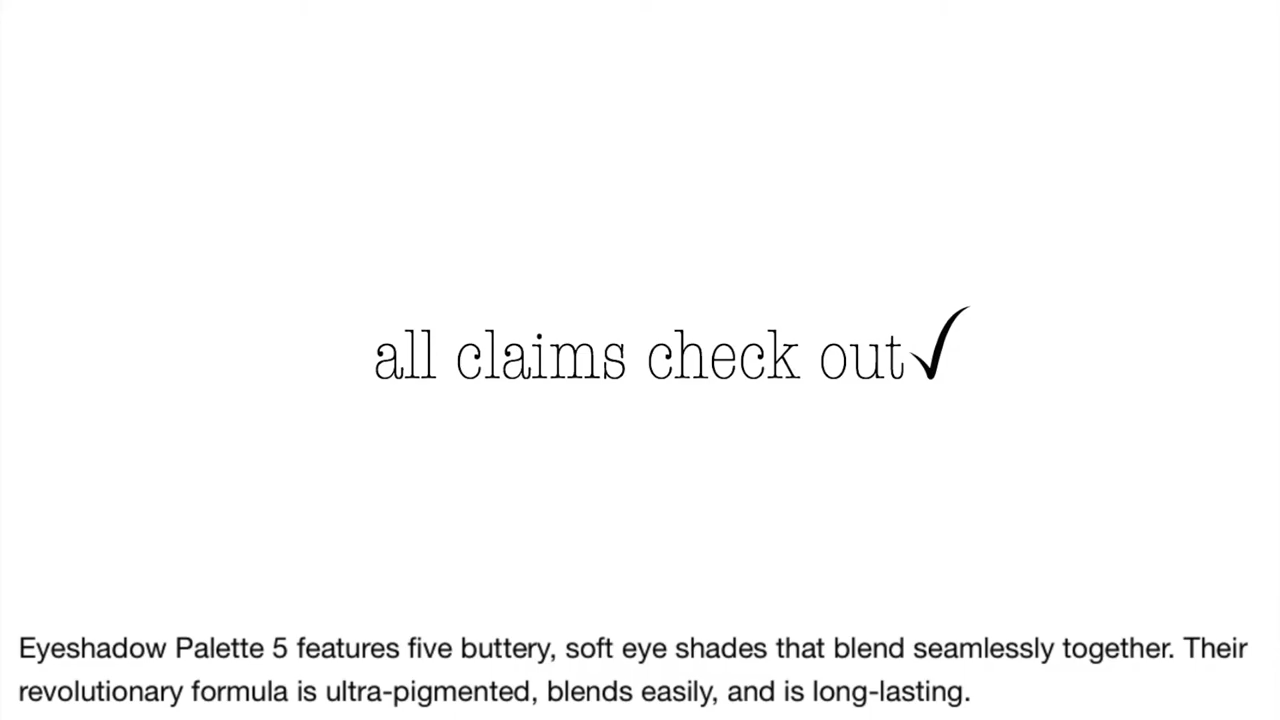 all claims check out✓
Eyeshadow Palette 5 features five buttery, soft eye shades that blend seamlessly together. Their
revolutionary formula is ultra-pigmented, blends easily, and is long-lasting.